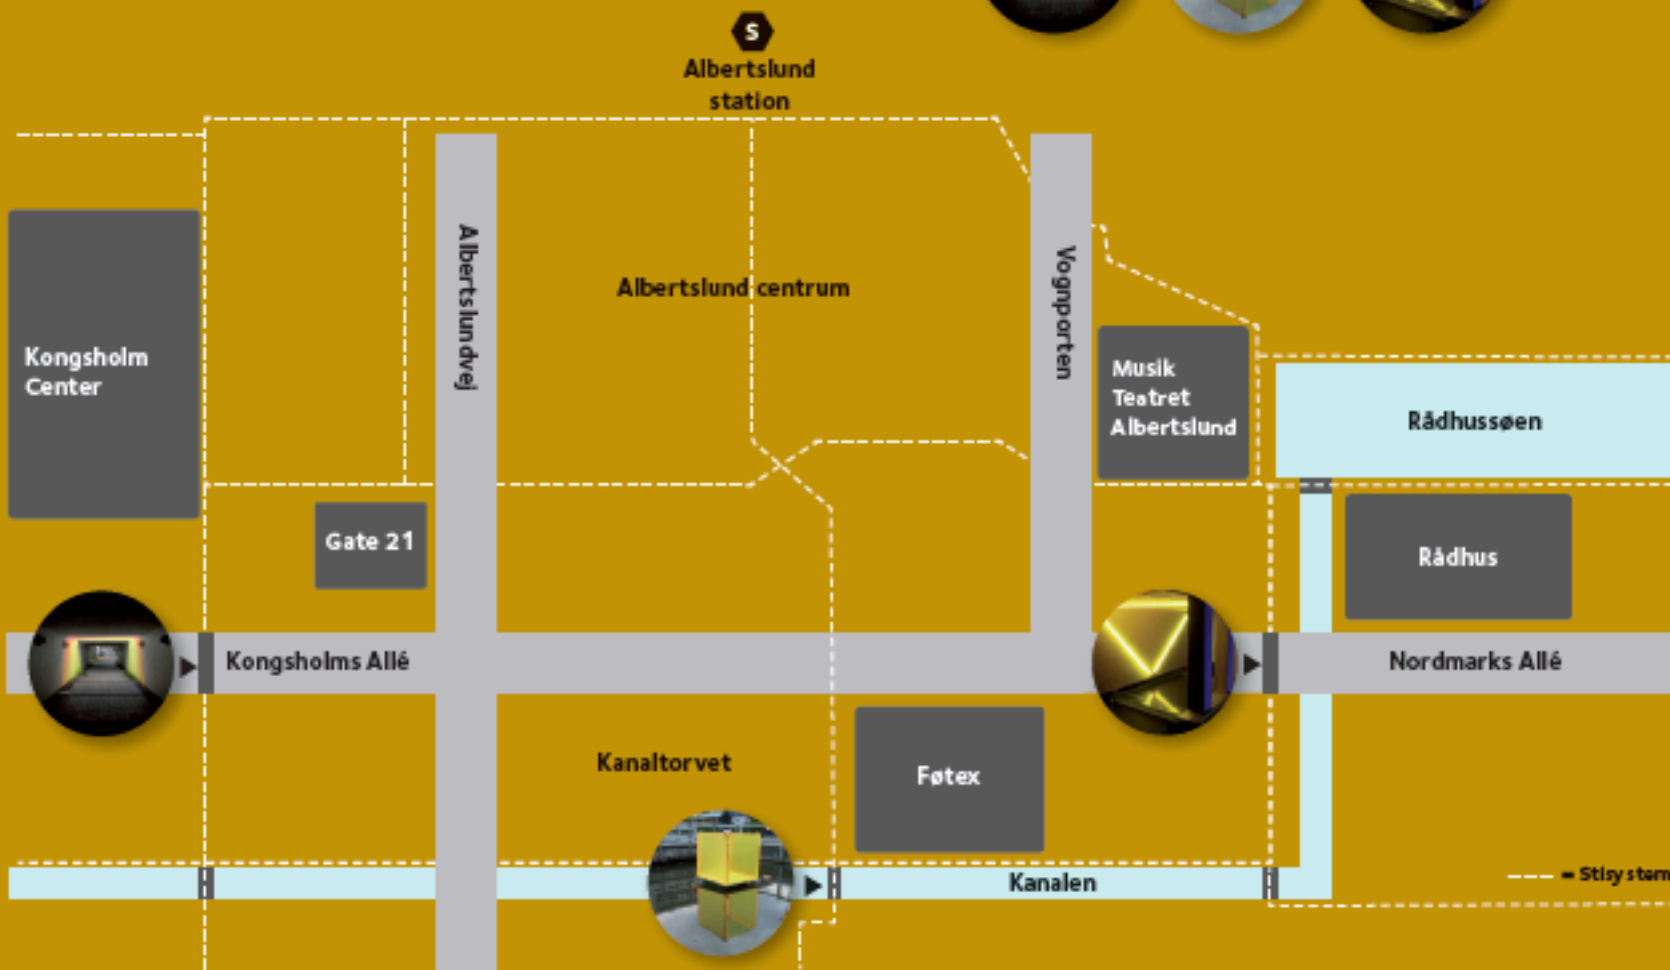 S
Albertslund
station
Albertslundvej
Vognporten
Albertslund centrum
Kongsholm
Center
Musik
Teatret
Albertslund
Rådhussøen
Gate 21
Rådhus
Kongsholms Allé
Nordmarks Allé
Kanaltorvet
Føtex
Kanalen
= Stisystem